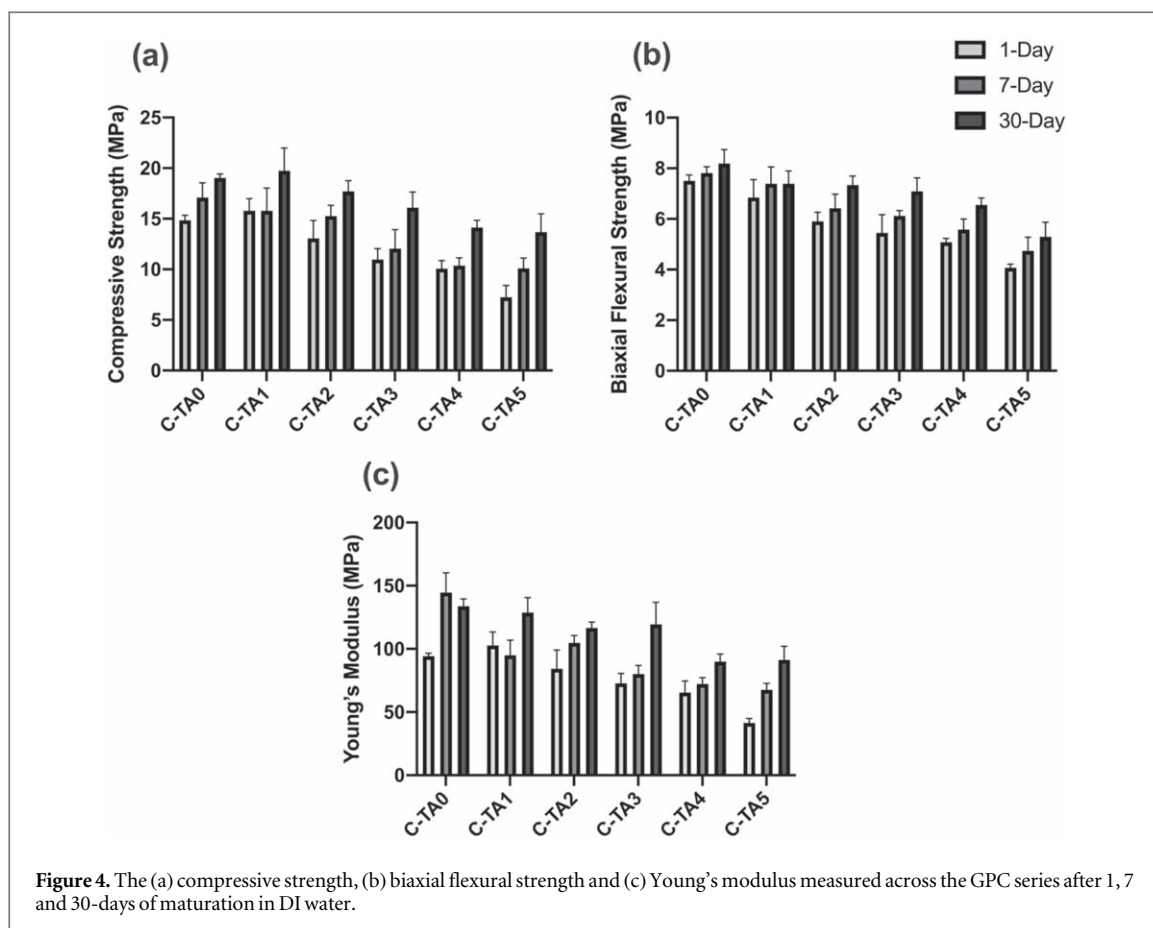 (a)
Compressive Strength (MPa)
25
20
15
10
5
0
C-TA0
C-TA1
C-TA2
C-TA3
C-TA4
C-TA5
(b)
1-Day
7-Day
30-Day
Biaxial Flexural Strength (MPa)
10
8
6
4
2
0
C-TA0
C-TA1
C-TA2
C-TA3
C-TA4
C-TA5
(c)
Young's Modulus (MPa)
200
150
100
50
0
C-TA0
C-TA1
C-TA2
C-TA3
C-TA4
C-TA5
Figure 4. The (a) compressive strength, (b) biaxial flexural strength and (c) Young's modulus measured across the GPC series after 1, 7
and 30-days of maturation in DI water.